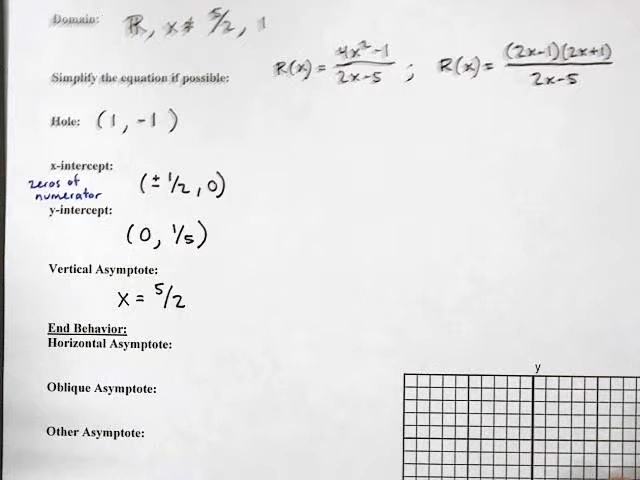 Domain: ℝ, x ≠ 5/2, 1
Simplify the equation if possible: R(x) = 4x² - 1 / 2x - 5 ; R(x) = (2x-1)(2x+1) / 2x - 5
Hole: (1, -1)
x-intercept:
zeros of
numerator (± 1/2, 0)
y-intercept:
(0, 1/5)
Vertical Asymptote:
x = 5/2
End Behavior:
Horizontal Asymptote:
y
Oblique Asymptote:
Other Asymptote: